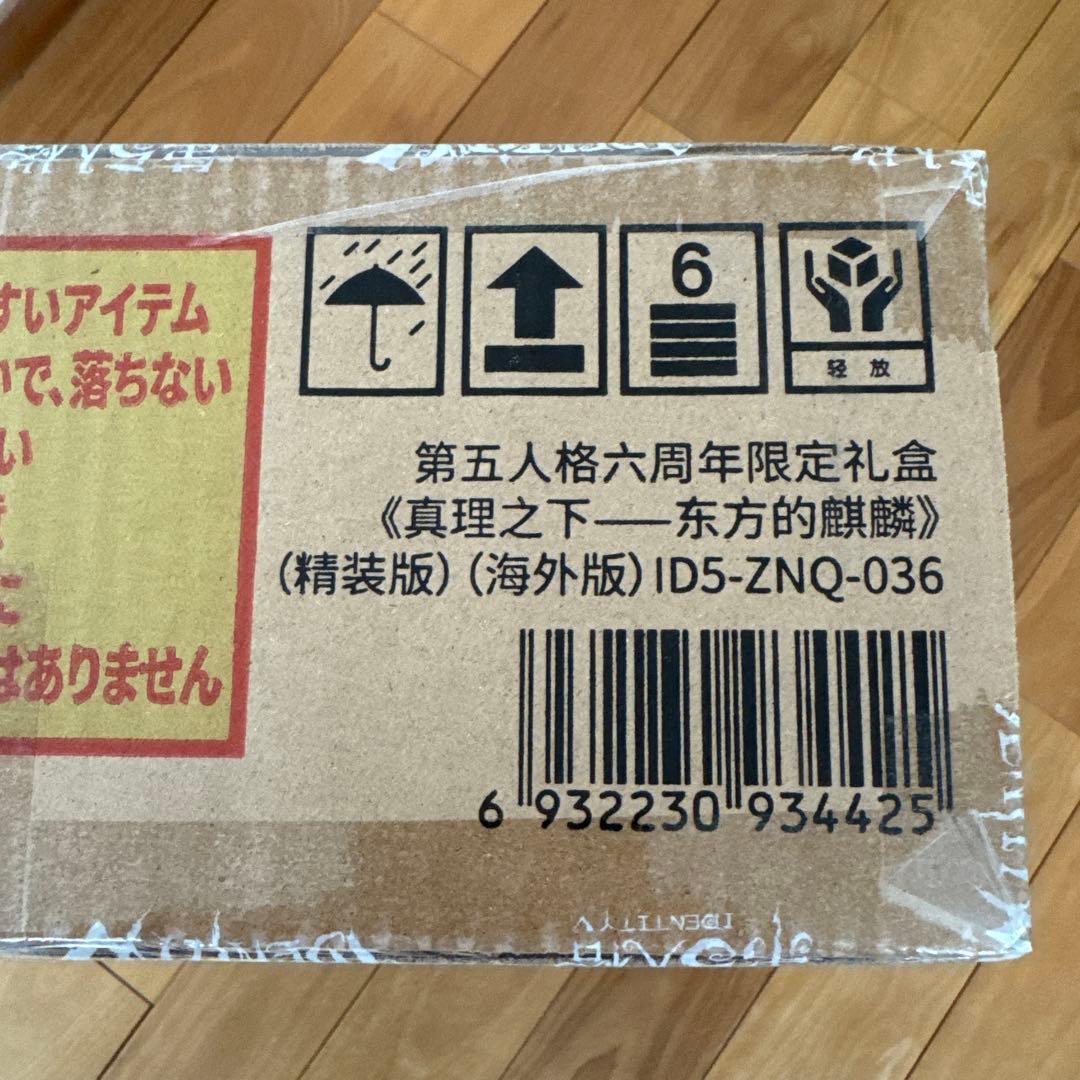 すいアイテム
で、落ちない
い
はありません
6
轻放
第五人格六周年限定礼盒
《真理之下——东方的麒麟》
(精装版)(海外版)ID5-ZNQ-036
6 932230 934425
IDENTITY V